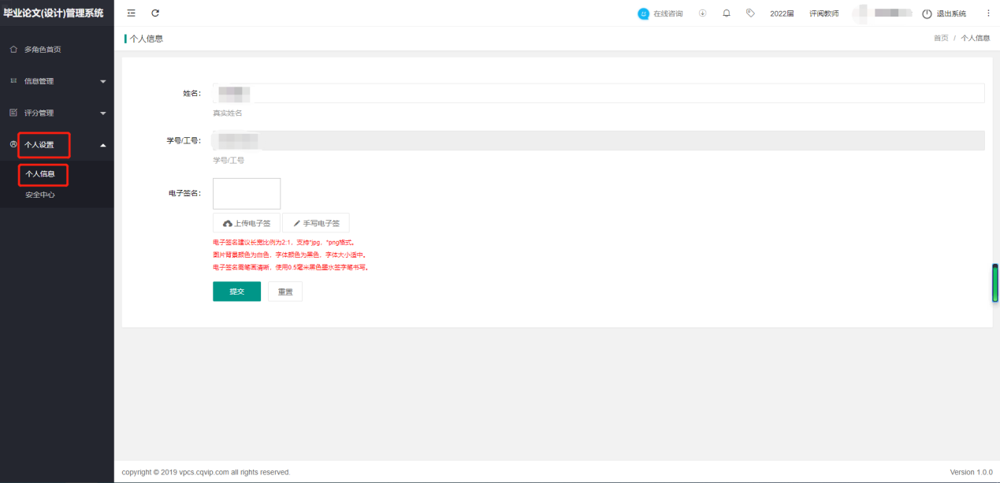 毕业论文(设计)管理系统
在线咨询
2022届
评阅教师
退出系统
个人信息
首页 / 个人信息
多角色首页
信息管理
评分管理
个人设置
个人信息
安全中心
姓名：
真实姓名
学号/工号：
学号/工号
电子签名：
上传电子签
手写电子签
电子签名建议长宽比例为2:1，支持*jpg，*png格式。
图片背景颜色为白色，字体颜色为黑色，字体大小适中。
电子签名需笔画清晰，使用0.5毫米黑色墨水签字笔书写。
提交
重置
copyright © 2019 vpcs.cqvip.com all rights reserved.
Version 1.0.0